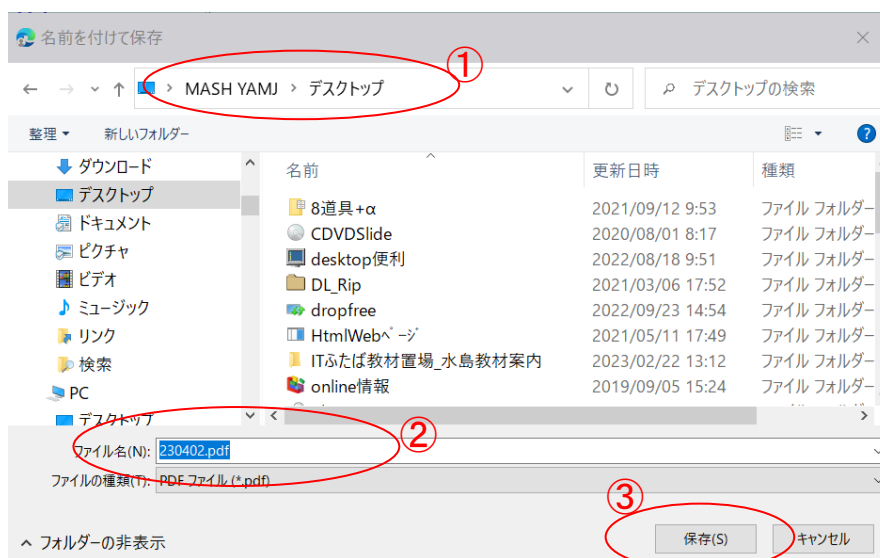 名前を付けて保存
①
MASH YAMJ › デスクトップ
デスクトップの検索
整理 新しいフォルダー
ダウンロード
デスクトップ
ドキュメント
ピクチャ
ビデオ
ミュージック
リンク
検索
PC
デスクトップ
名前 更新日時 種類
8道具+α 2021/09/12 9:53 ファイル フォルダー
CDVDSlide 2020/08/01 8:17 ファイル フォルダー
desktop便利 2022/08/18 9:51 ファイル フォルダー
DL_Rip 2021/03/06 17:52 ファイル フォルダー
dropfree 2022/09/23 14:54 ファイル フォルダー
HtmlWebページ 2021/05/11 17:49 ファイル フォルダー
ITふたば教材置場_水島教材案内 2023/02/22 13:12 ファイル フォルダー
online情報 2019/09/05 15:24 ファイル フォルダー
②
ファイル名(N): 230402.pdf
ファイルの種類(T): PDF ファイル (*.pdf)
③
フォルダーの非表示
保存(S) キャンセル